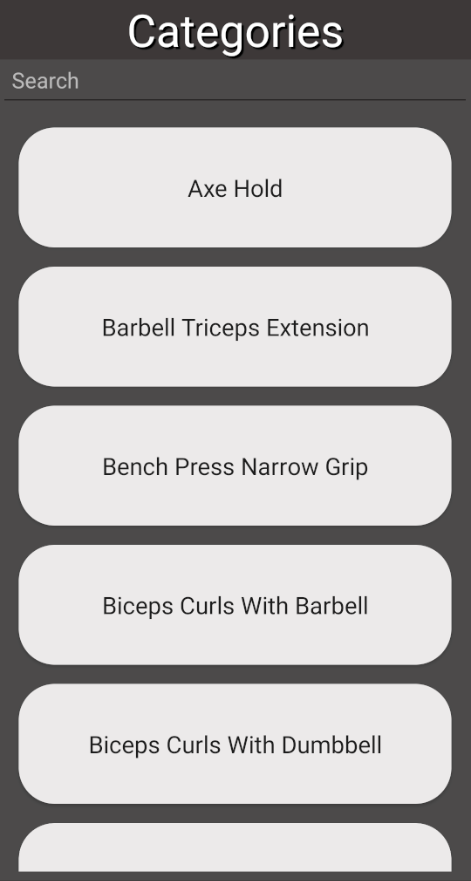 Categories
Search
Axe Hold
Barbell Triceps Extension
Bench Press Narrow Grip
Biceps Curls With Barbell
Biceps Curls With Dumbbell